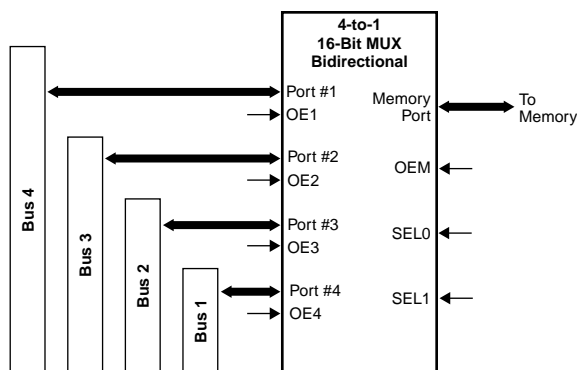 4-to-1
16-Bit MUX
Bidirectional
Port #1
OE1
Port #2
OE2
Port #3
OE3
Port #4
OE4
Memory
Port
OEM
SEL0
SEL1
To
Memory
Bus 4
Bus 3
Bus 2
Bus 1